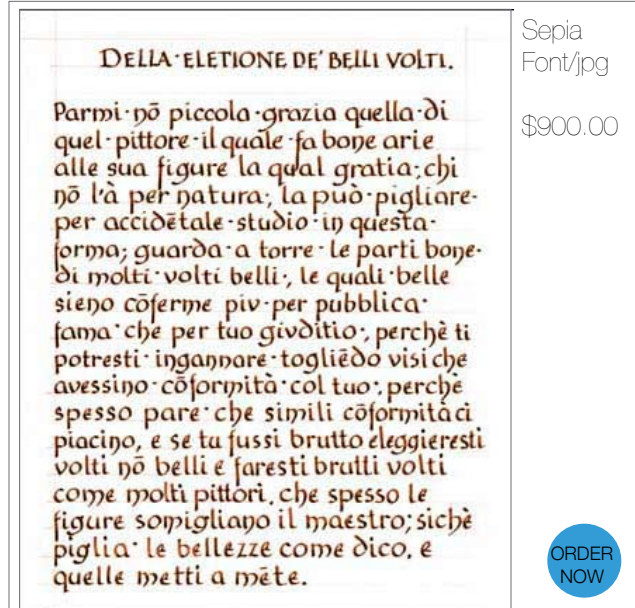 DELLA·ELETIONE DE' BELLI VOLTI.
Parmi·nō piccola·grazia quella·di
quel·pittore·il quale·fa bone arie
alle sua figure la qual gratia; chi
nō l'à per natura; la può·pigliare·
per accidētale·studio·in questa·
forma; guarda·a torre·le parti bone·
di molti·volti belli·, le quali·belle
sieno cōferme piv·per pubblica·
fama·che per tuo givditio·, perchè ti
potresti·ingannare·togliēdo visi che
avessino·cōformità·col tuo·, perchè
spesso pare·che simili cōformità ci
piacino, e se tu fussi brutto eleggieresti
volti nō belli e faresti brutti volti
come molti pittori, che spesso le
figure somigliano il maestro; sichè
piglia·le bellezze come dico, e
quelle metti a mēte.
Sepia
Font/jpg
$900.00
ORDER
NOW